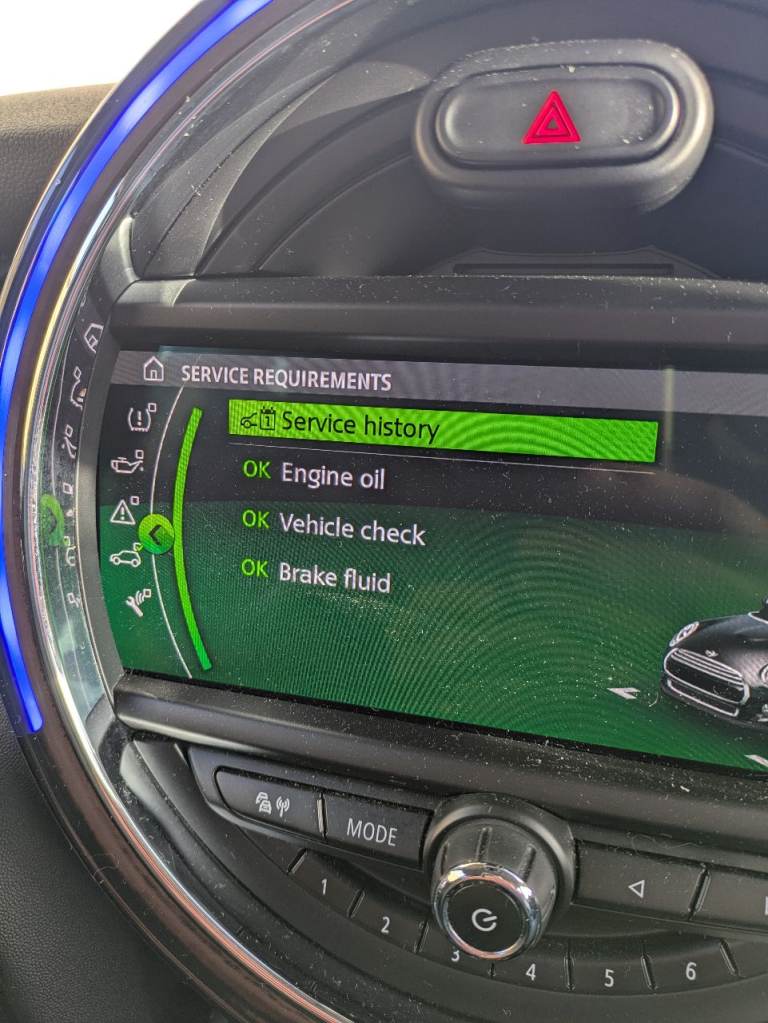 SERVICE REQUIREMENTS
1 Service history
OK Engine oil
OK Vehicle check
OK Brake fluid
MODE
1
2
3
4
5
6